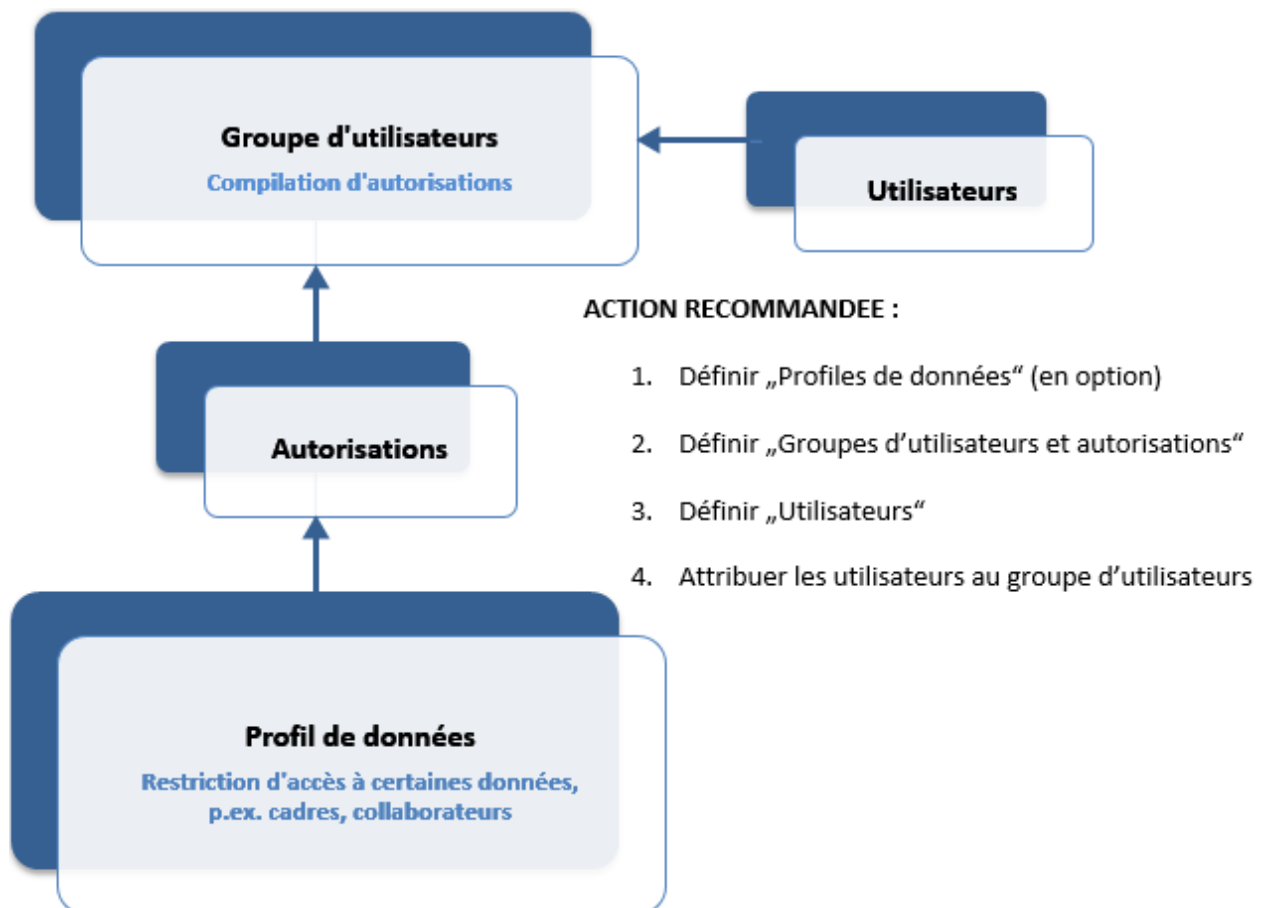 Groupe d'utilisateurs
Compilation d'autorisations
Utilisateurs
ACTION RECOMMANDEE :
1. Définir „Profiles de données“ (en option)
2. Définir „Groupes d’utilisateurs et autorisations“
3. Définir „Utilisateurs“
4. Attribuer les utilisateurs au groupe d’utilisateurs
Autorisations
Profil de données
Restriction d'accès à certaines données,
p.ex. cadres, collaborateurs